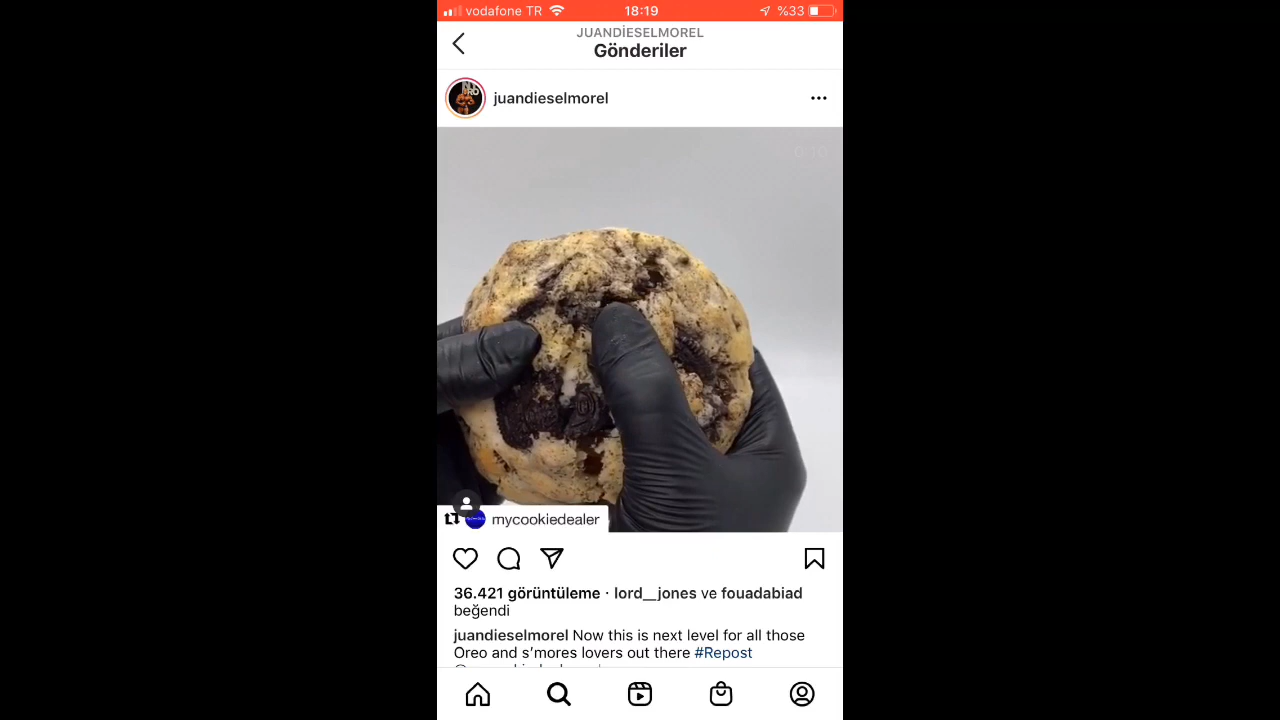 vodafone TR
18:19
%33
JUANDİESELMOREL
Gönderiler
juandieselmorel
mycookiedealer
36.421 görüntüleme · lord__jones ve fouadabiad
beğendi
juandieselmorel Now this is next level for all those
Oreo and s’mores lovers out there #Repost